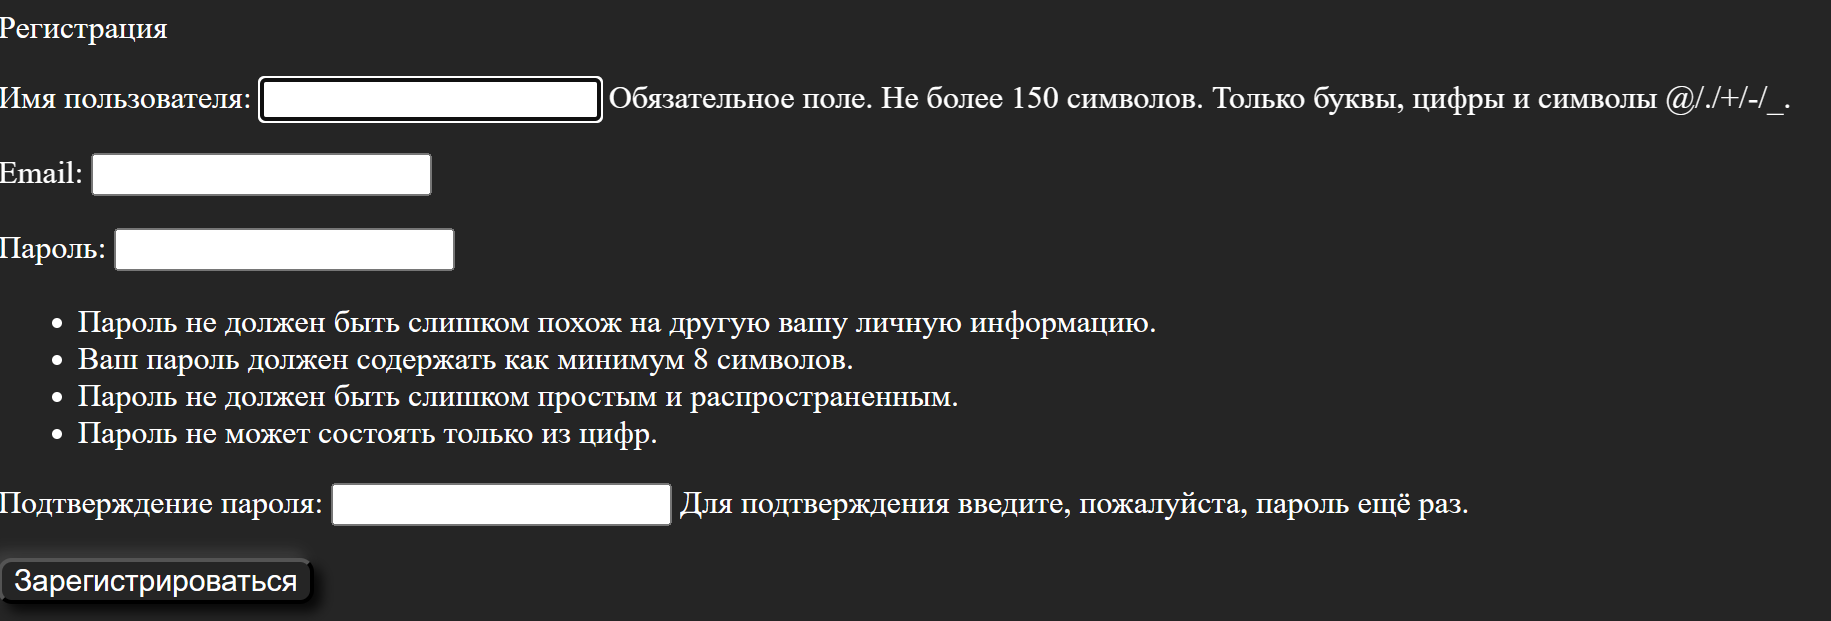 Регистрация
Имя пользователя: Обязательное поле. Не более 150 символов. Только буквы, цифры и символы @/./+/-/_.
Email:
Пароль:
Пароль не должен быть слишком похож на другую вашу личную информацию.
Ваш пароль должен содержать как минимум 8 символов.
Пароль не должен быть слишком простым и распространенным.
Пароль не может состоять только из цифр.
Подтверждение пароля: Для подтверждения введите, пожалуйста, пароль ещё раз.
Зарегистрироваться